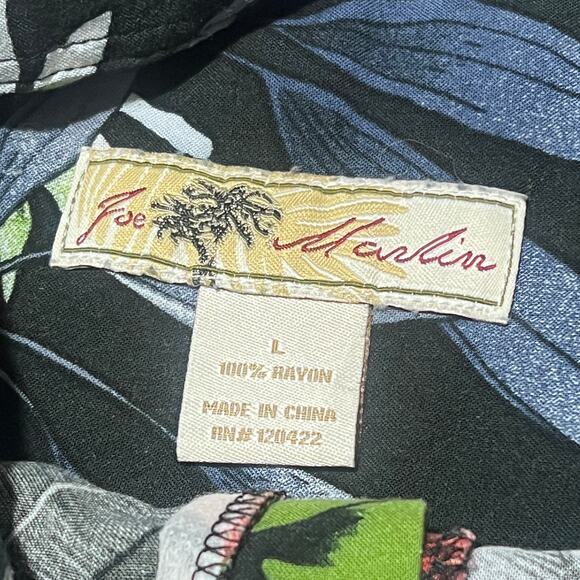 Joe Marlin
L
100% RAYON
MADE IN CHINA
RN# 120422